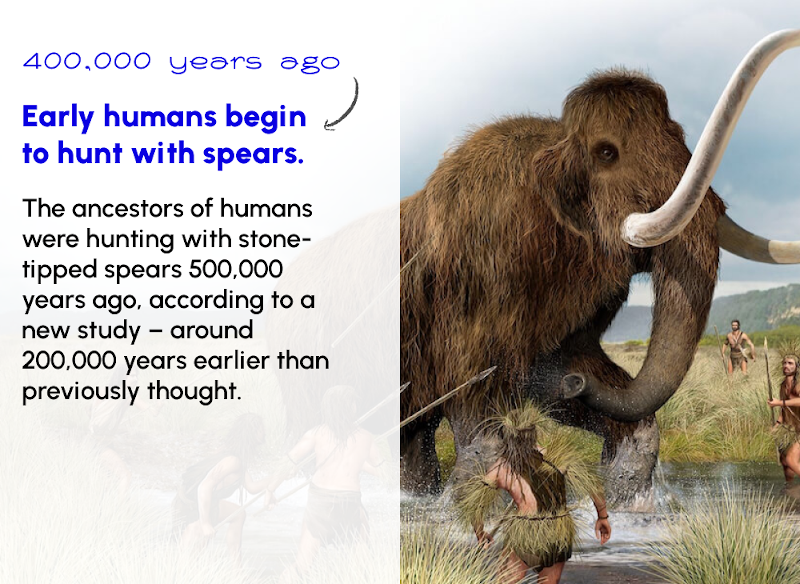 400,000 years ago
Early humans begin
to hunt with spears.
The ancestors of humans
were hunting with stone-
tipped spears 500,000
years ago, according to a
new study – around
200,000 years earlier than
previously thought.